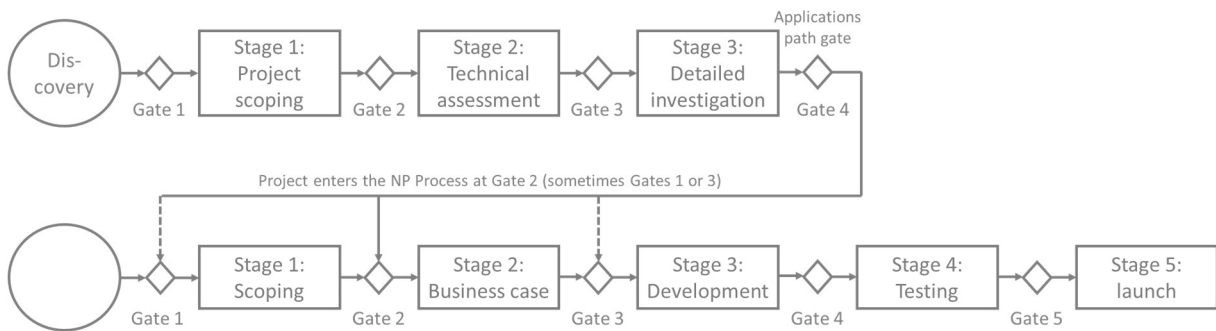 Applications
path gate
Dis-
covery
Stage 1:
Project
scoping
Stage 2:
Technical
assessment
Stage 3:
Detailed
investigation
Gate 1
Gate 2
Gate 3
Gate 4
Project enters the NP Process at Gate 2 (sometimes Gates 1 or 3)
Stage 1:
Scoping
Stage 2:
Business case
Stage 3:
Development
Stage 4:
Testing
Stage 5:
launch
Gate 1
Gate 2
Gate 3
Gate 4
Gate 5